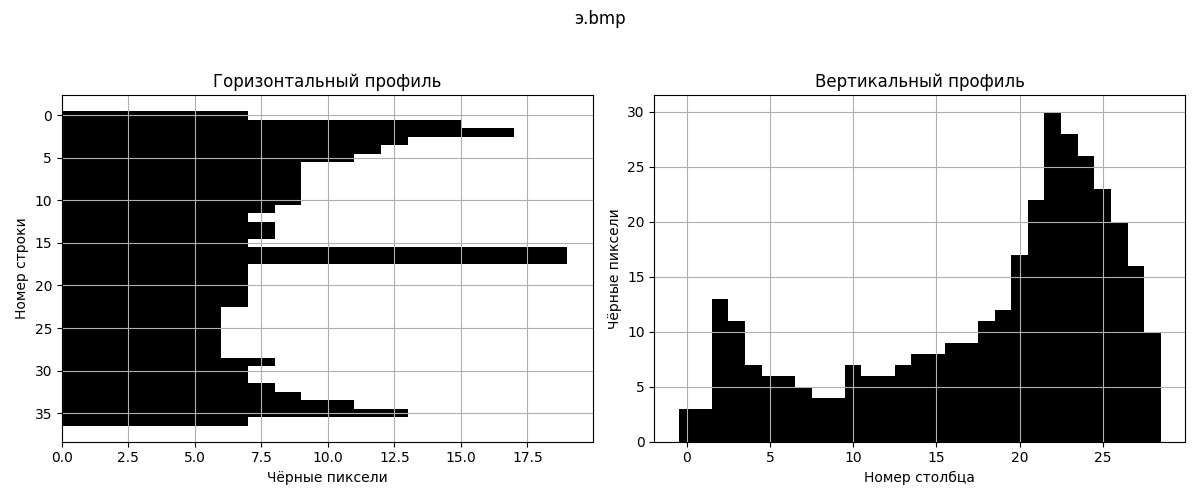 э.bmp
Горизонтальный профиль
Номер строки
0
5
10
15
20
25
30
35
0.0 2.5 5.0 7.5 10.0 12.5 15.0 17.5
Чёрные пиксели
Вертикальный профиль
Чёрные пиксели
30
25
20
15
10
5
0
0 5 10 15 20 25
Номер столбца